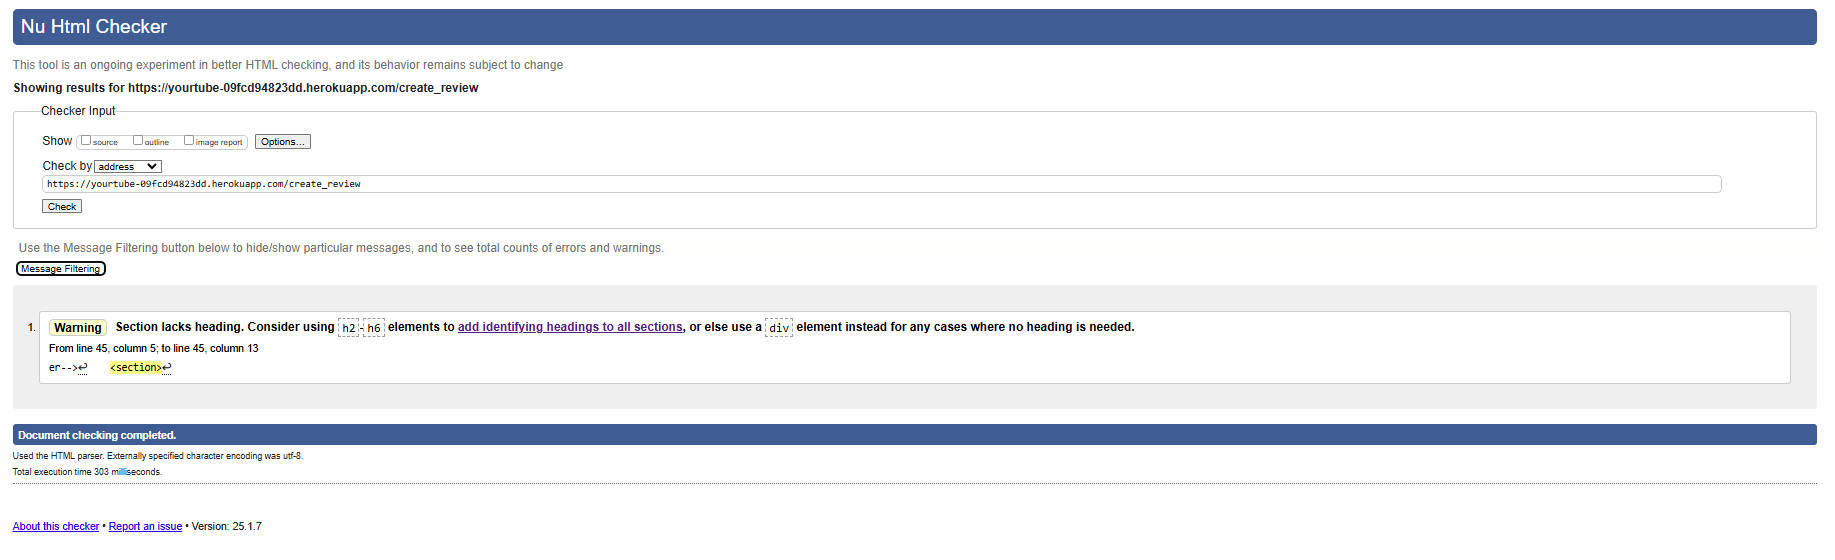 Nu Html Checker
This tool is an ongoing experiment in better HTML checking, and its behavior remains subject to change
Showing results for https://yourtube-09fcd94823dd.herokuapp.com/create_review
Checker Input
Show source outline image report Options...
Check by address
https://yourtube-09fcd94823dd.herokuapp.com/create_review
Check
Use the Message Filtering button below to hide/show particular messages, and to see total counts of errors and warnings.
Message Filtering
1. Warning Section lacks heading. Consider using h2-h6 elements to add identifying headings to all sections, or else use a div element instead for any cases where no heading is needed.
From line 45, column 5; to line 45, column 13
er-->↩ <section>↩
Document checking completed.
Used the HTML parser. Externally specified character encoding was utf-8.
Total execution time 303 milliseconds.
About this checker • Report an issue • Version: 25.1.7